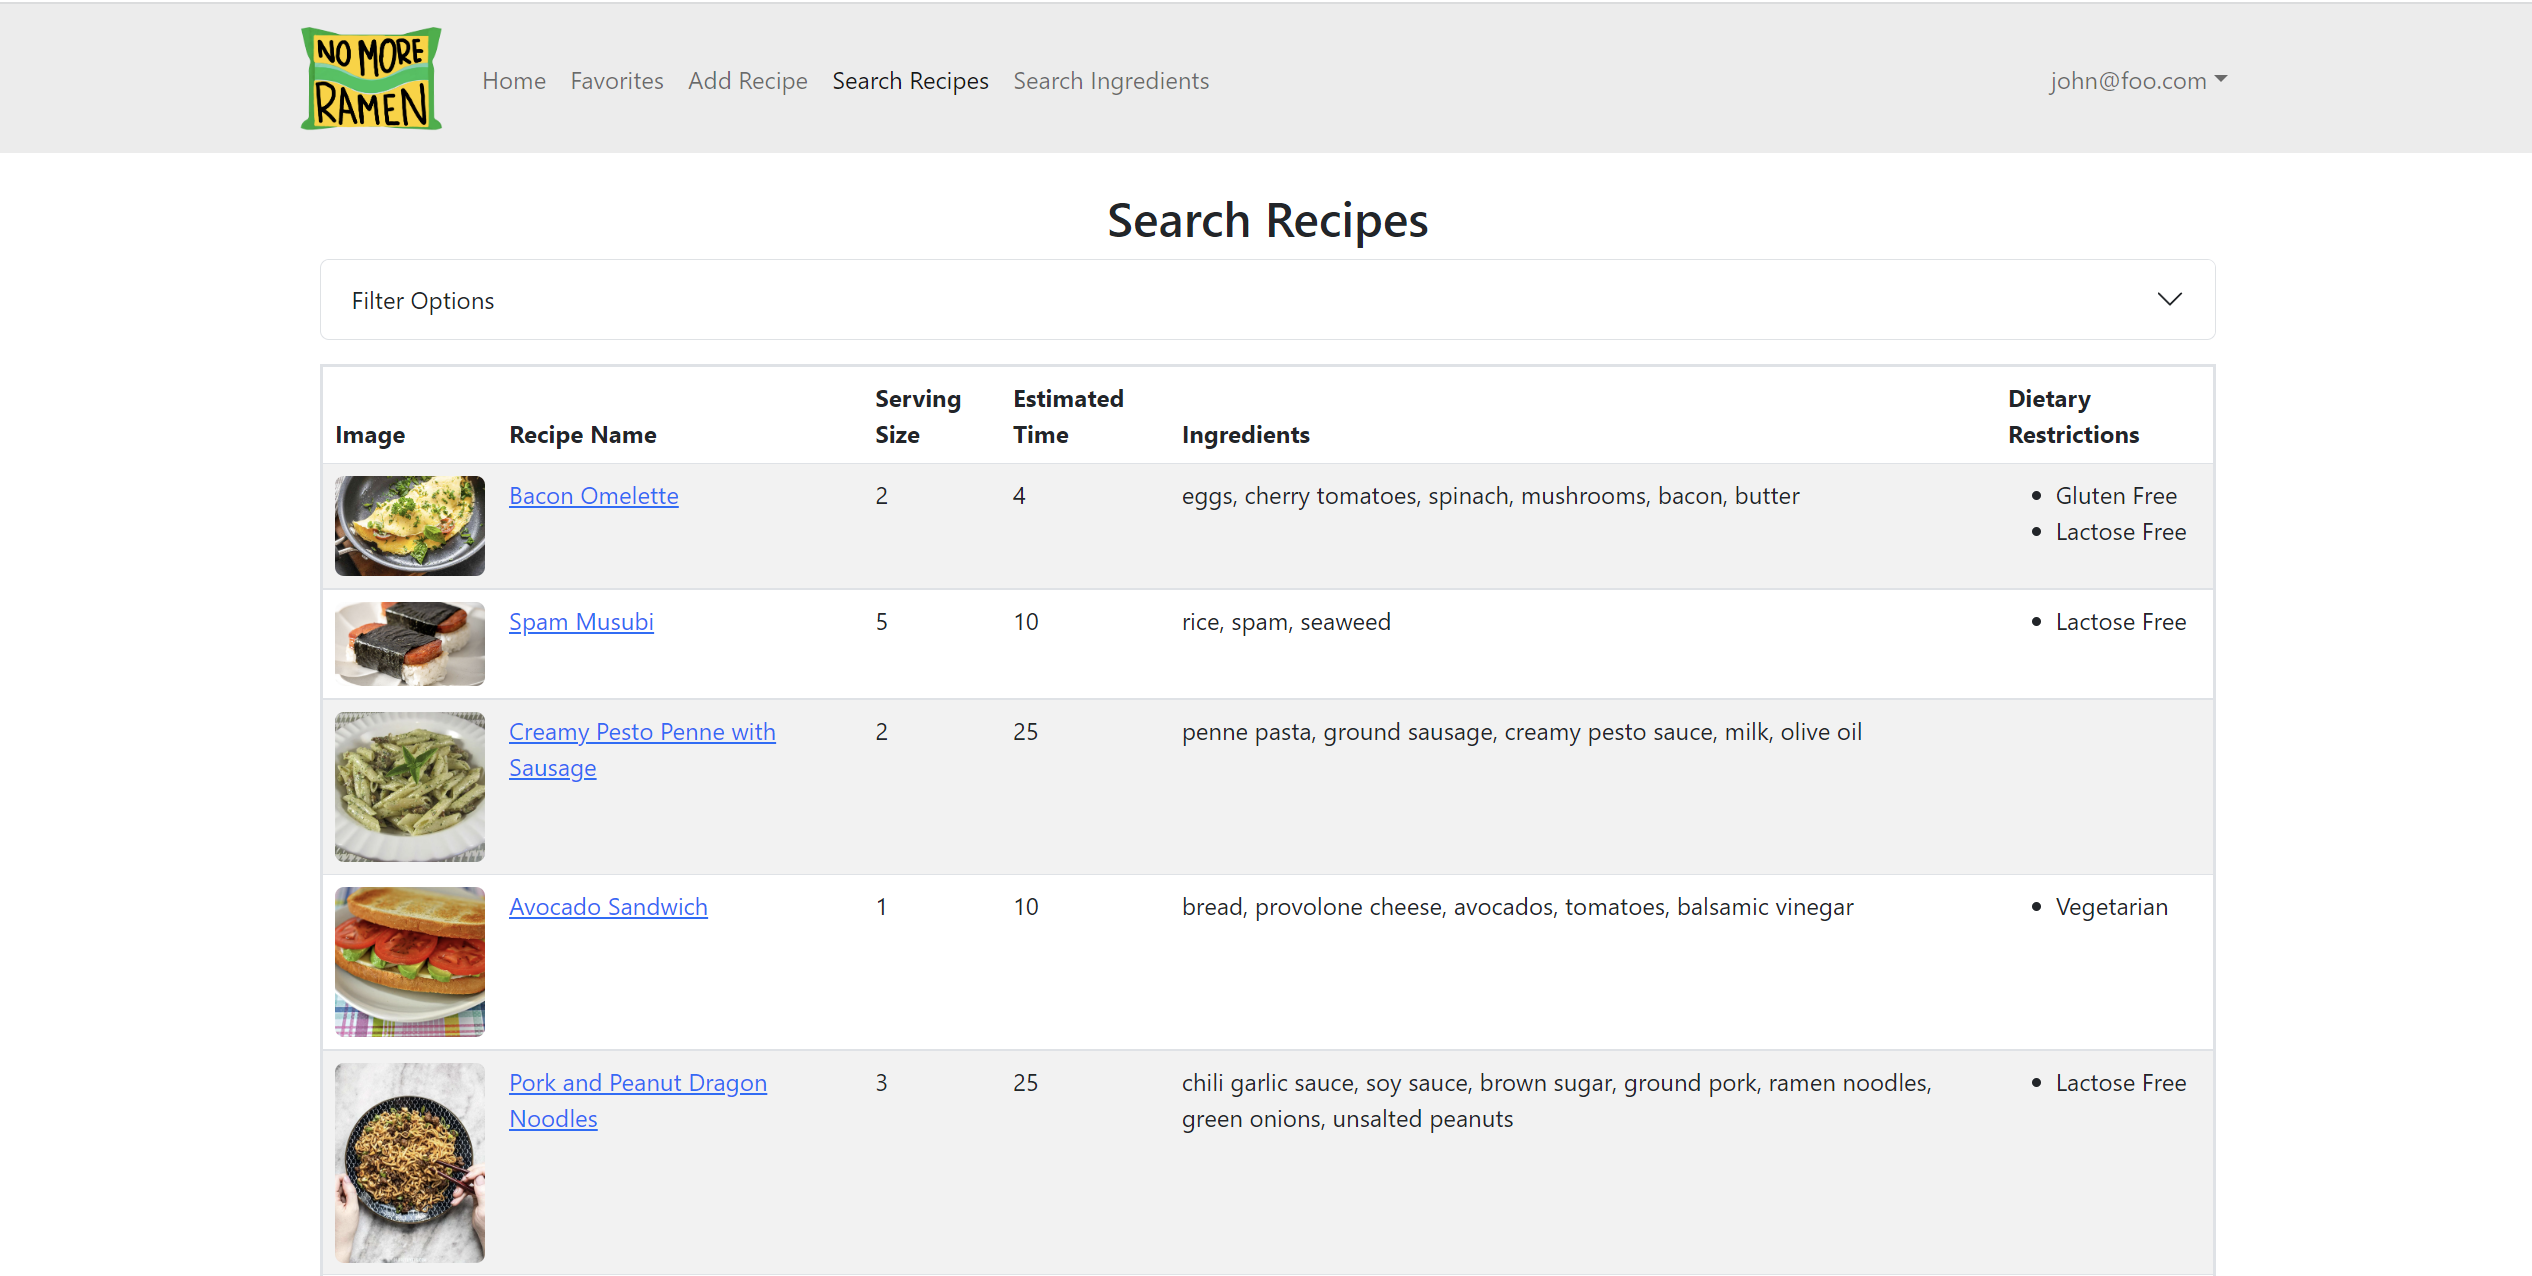 NO MORE
RAMEN
Home Favorites Add Recipe Search Recipes Search Ingredients john@foo.com
Search Recipes
Filter Options
Image Recipe Name Serving Size Estimated Time Ingredients Dietary Restrictions
Bacon Omelette 2 4 eggs, cherry tomatoes, spinach, mushrooms, bacon, butter • Gluten Free
• Lactose Free
Spam Musubi 5 10 rice, spam, seaweed • Lactose Free
Creamy Pesto Penne with 2 25 penne pasta, ground sausage, creamy pesto sauce, milk, olive oil
Sausage
Avocado Sandwich 1 10 bread, provolone cheese, avocados, tomatoes, balsamic vinegar • Vegetarian
Pork and Peanut Dragon 3 25 chili garlic sauce, soy sauce, brown sugar, ground pork, ramen noodles, • Lactose Free
Noodles green onions, unsalted peanuts